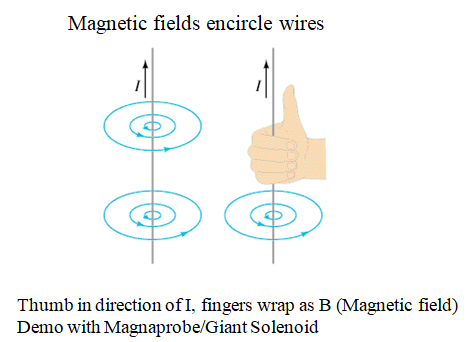 Magnetic fields encircle wires
I
I
Thumb in direction of I, fingers wrap as B (Magnetic field)
Demo with Magnaprobe/Giant Solenoid